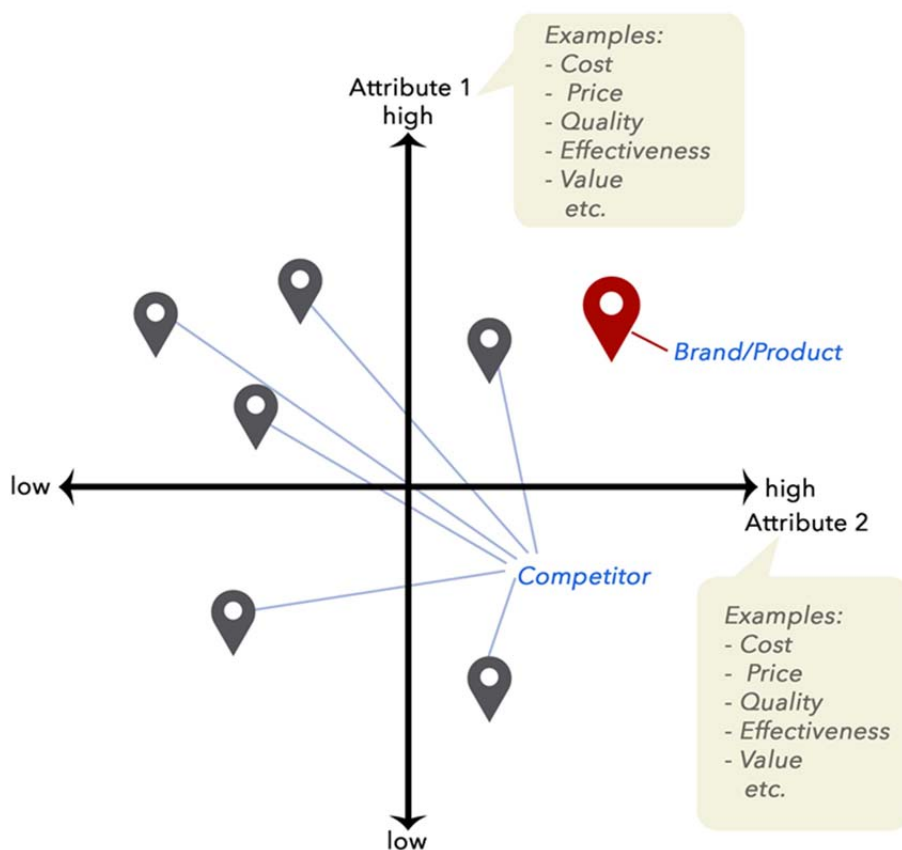 Examples:
- Cost
- Price
- Quality
- Effectiveness
- Value
etc.
Attribute 1
high
Brand/Product
low
high
Attribute 2
Competitor
Examples:
- Cost
- Price
- Quality
- Effectiveness
- Value
etc.
low